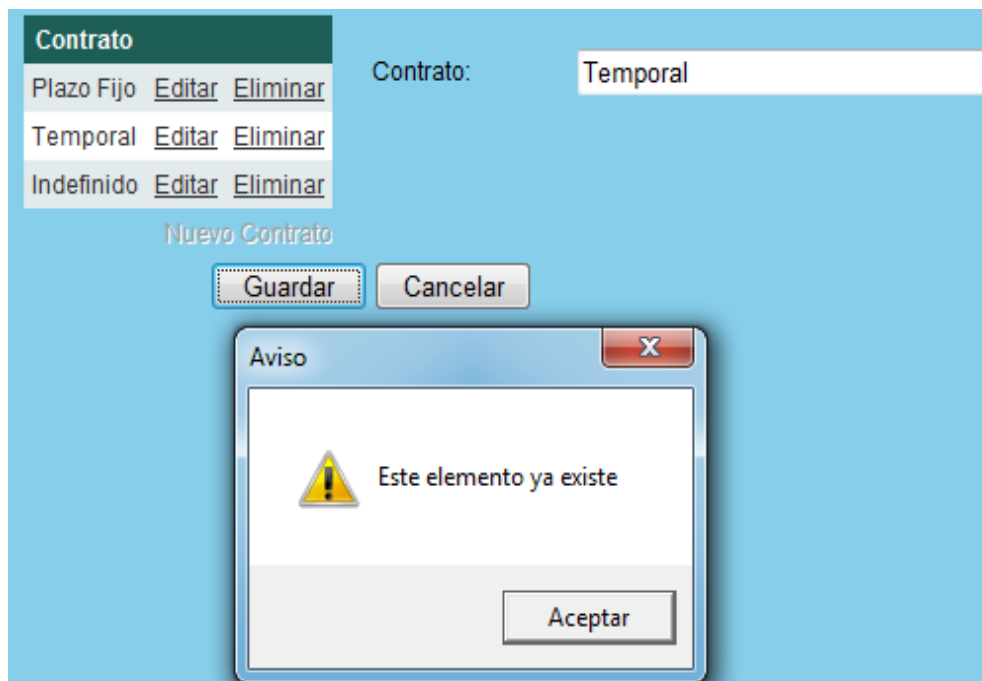 Contrato
Plazo Fijo Editar Eliminar
Temporal Editar Eliminar
Indefinido Editar Eliminar
Nuevo Contrato
Contrato: Temporal
Guardar Cancelar
Aviso
Este elemento ya existe
Aceptar